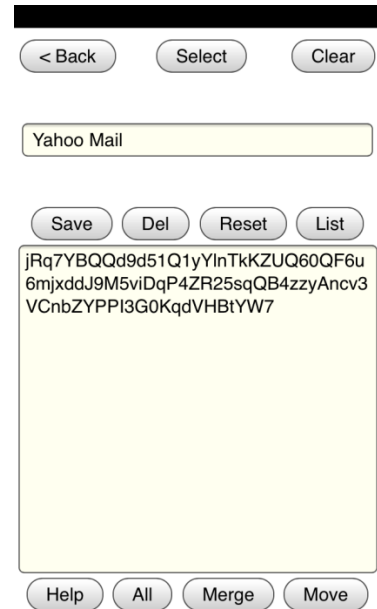 < Back Select Clear
Yahoo Mail
Save Del Reset List
jRq7YBQQd9d51Q1yYlnTkKZUQ60QF6u
6mjxddJ9M5viDqP4ZR25sqQB4zzyAncv3
VCnbZYPPI3G0KqdVHBtYW7
Help All Merge Move